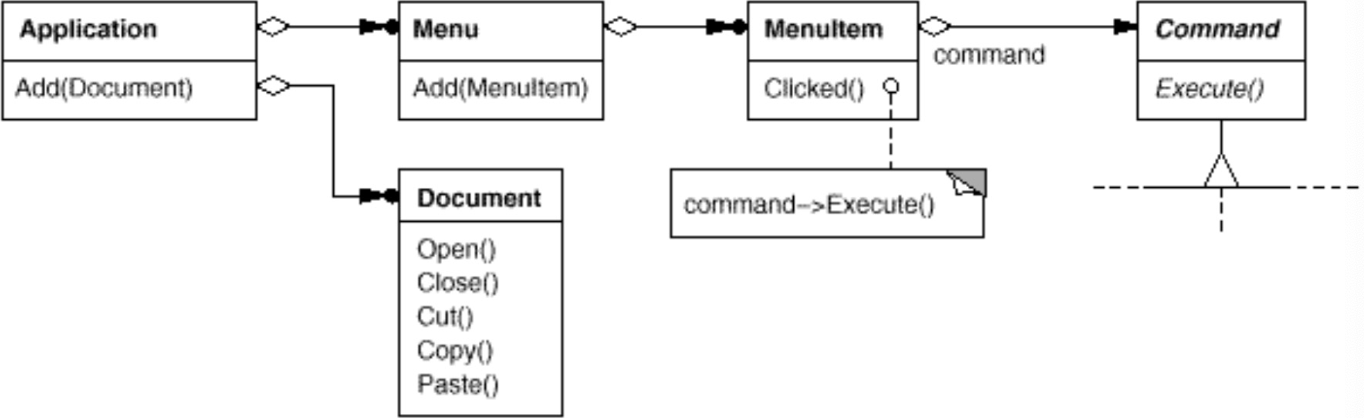 Application
Add(Document)
Menu
Add(MenuItem)
MenuItem
Clicked()
command
Command
Execute()
command->Execute()
Document
Open()
Close()
Cut()
Copy()
Paste()